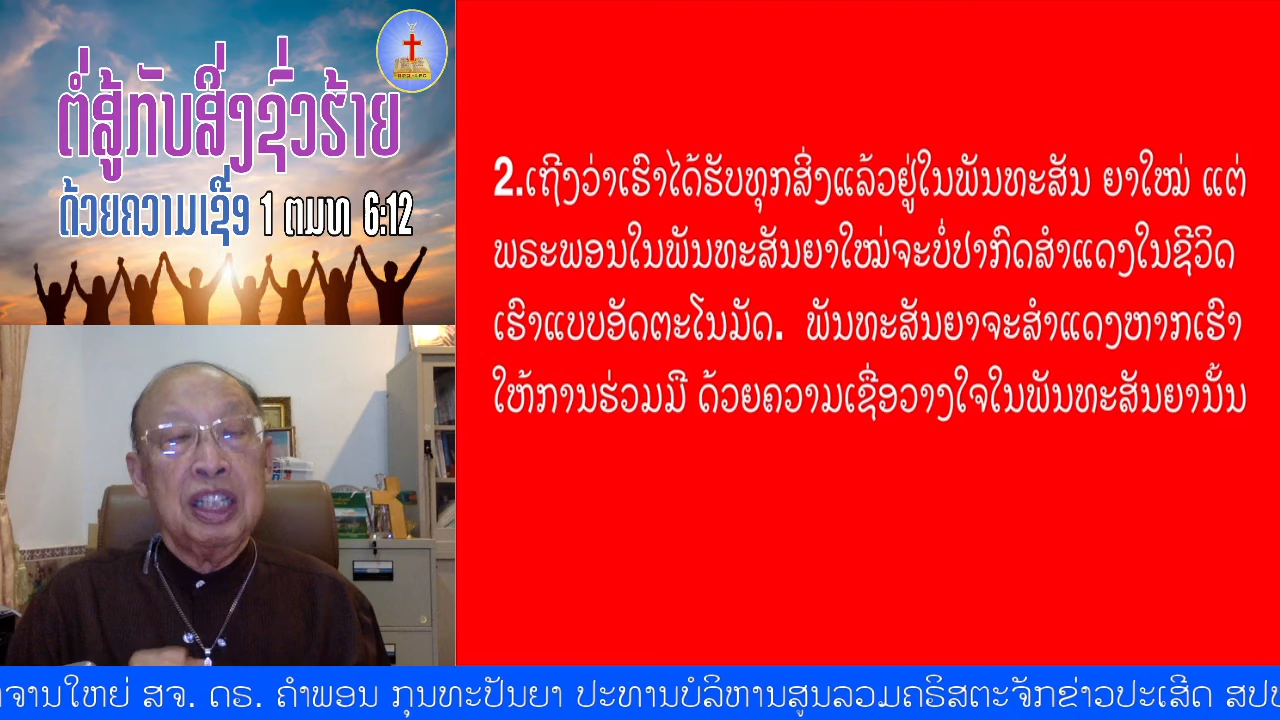 ຕໍ່ສູ້ກັບສິ່ງຊົ່ວຮ້າຍ
ດ້ວຍຄວາມເຊື່ອ 1 ຕມທ 6:12
2.ເຖິງວ່າເຮົາໄດ້ຮັບທຸກສິ່ງແລ້ວຢູ່ໃນພັນທະສັນ ຍາໃໝ່ ແຕ່
ພຣະພອນໃນພັນທະສັນຍາໃໝ່ຈະບໍ່ປາກົດສຳແດງໃນຊີວິດ
ເຮົາແບບອັດຕະໂນມັດ. ພັນທະສັນຍາຈະສຳແດງຫາກເຮົາ
ໃຫ້ການຮ່ວມມື ດ້ວຍຄວາມເຊື່ອວາງໃຈໃນພັນທະສັນຍານັ້ນ
ຈານໃຫຍ່ ສຈ. ດຣ. ຄຳພອນ ກຸນທະປັນຍາ ປະທານບໍລິຫານສູນລວມຄຣິສຕະຈັກຂ່າວປະເສີດ ສປປ